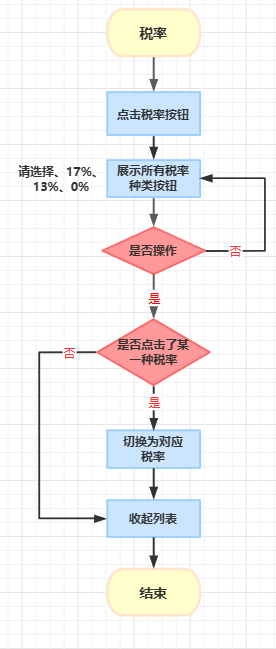 税率
点击税率按钮
请选择、17%、
13%、0%
展示所有税率
种类按钮
是否操作
否
是
是否点击了某
一种税率
否
是
切换为对应
税率
收起列表
结束